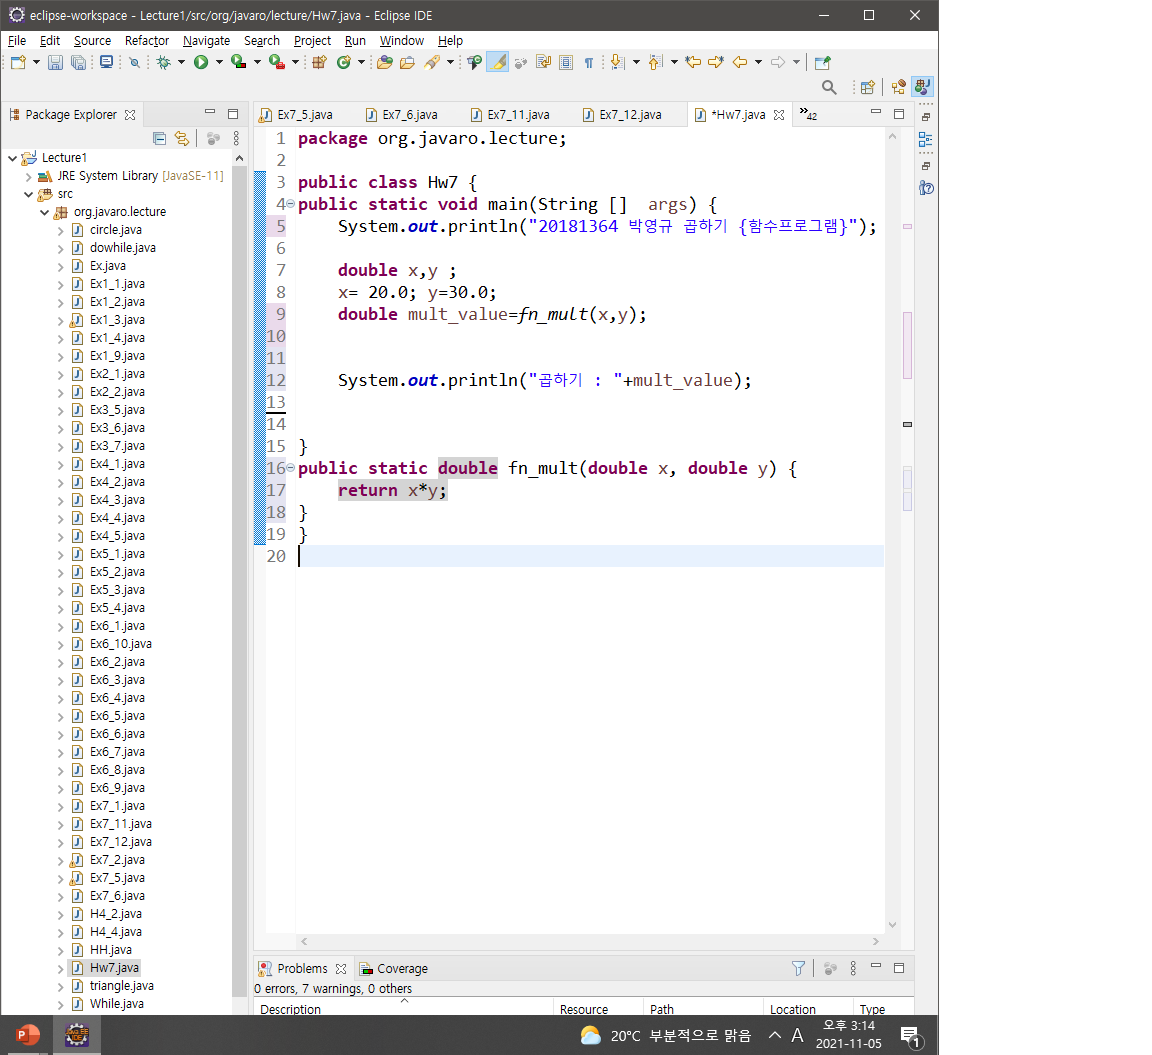 eclipse-workspace - Lecture1/src/org/javaro/lecture/Hw7.java - Eclipse IDE
File Edit Source Refactor Navigate Search Project Run Window Help
Package Explorer
Lecture1
JRE System Library [JavaSE-11]
src
org.javaro.lecture
circle.java
dowhile.java
Ex.java
Ex1_1.java
Ex1_2.java
Ex1_3.java
Ex1_4.java
Ex1_9.java
Ex2_1.java
Ex2_2.java
Ex3_5.java
Ex3_6.java
Ex3_7.java
Ex4_1.java
Ex4_2.java
Ex4_3.java
Ex4_4.java
Ex4_5.java
Ex5_1.java
Ex5_2.java
Ex5_3.java
Ex5_4.java
Ex6_1.java
Ex6_10.java
Ex6_2.java
Ex6_3.java
Ex6_4.java
Ex6_5.java
Ex6_6.java
Ex6_7.java
Ex6_8.java
Ex6_9.java
Ex7_1.java
Ex7_11.java
Ex7_12.java
Ex7_2.java
Ex7_5.java
Ex7_6.java
H4_2.java
H4_4.java
HH.java
Hw7.java
triangle.java
While.java
Ex7_5.java Ex7_6.java Ex7_11.java Ex7_12.java *Hw7.java »42
1 package org.javaro.lecture;
2
3 public class Hw7 {
4 public static void main(String []  args) {
5     System.out.println("20181364 박영규 곱하기 {함수프로그램}");
6
7     double x,y ;
8     x= 20.0; y=30.0;
9     double mult_value=fn_mult(x,y);
10
11
12     System.out.println("곱하기 : "+mult_value);
13
14
15 }
16 public static double fn_mult(double x, double y) {
17     return x*y;
18 }
19 }
20
Problems Coverage
0 errors, 7 warnings, 0 others
Description Resource Path Location Type
20°C 부분적으로 맑음 A 오후 3:14
2021-11-05
1